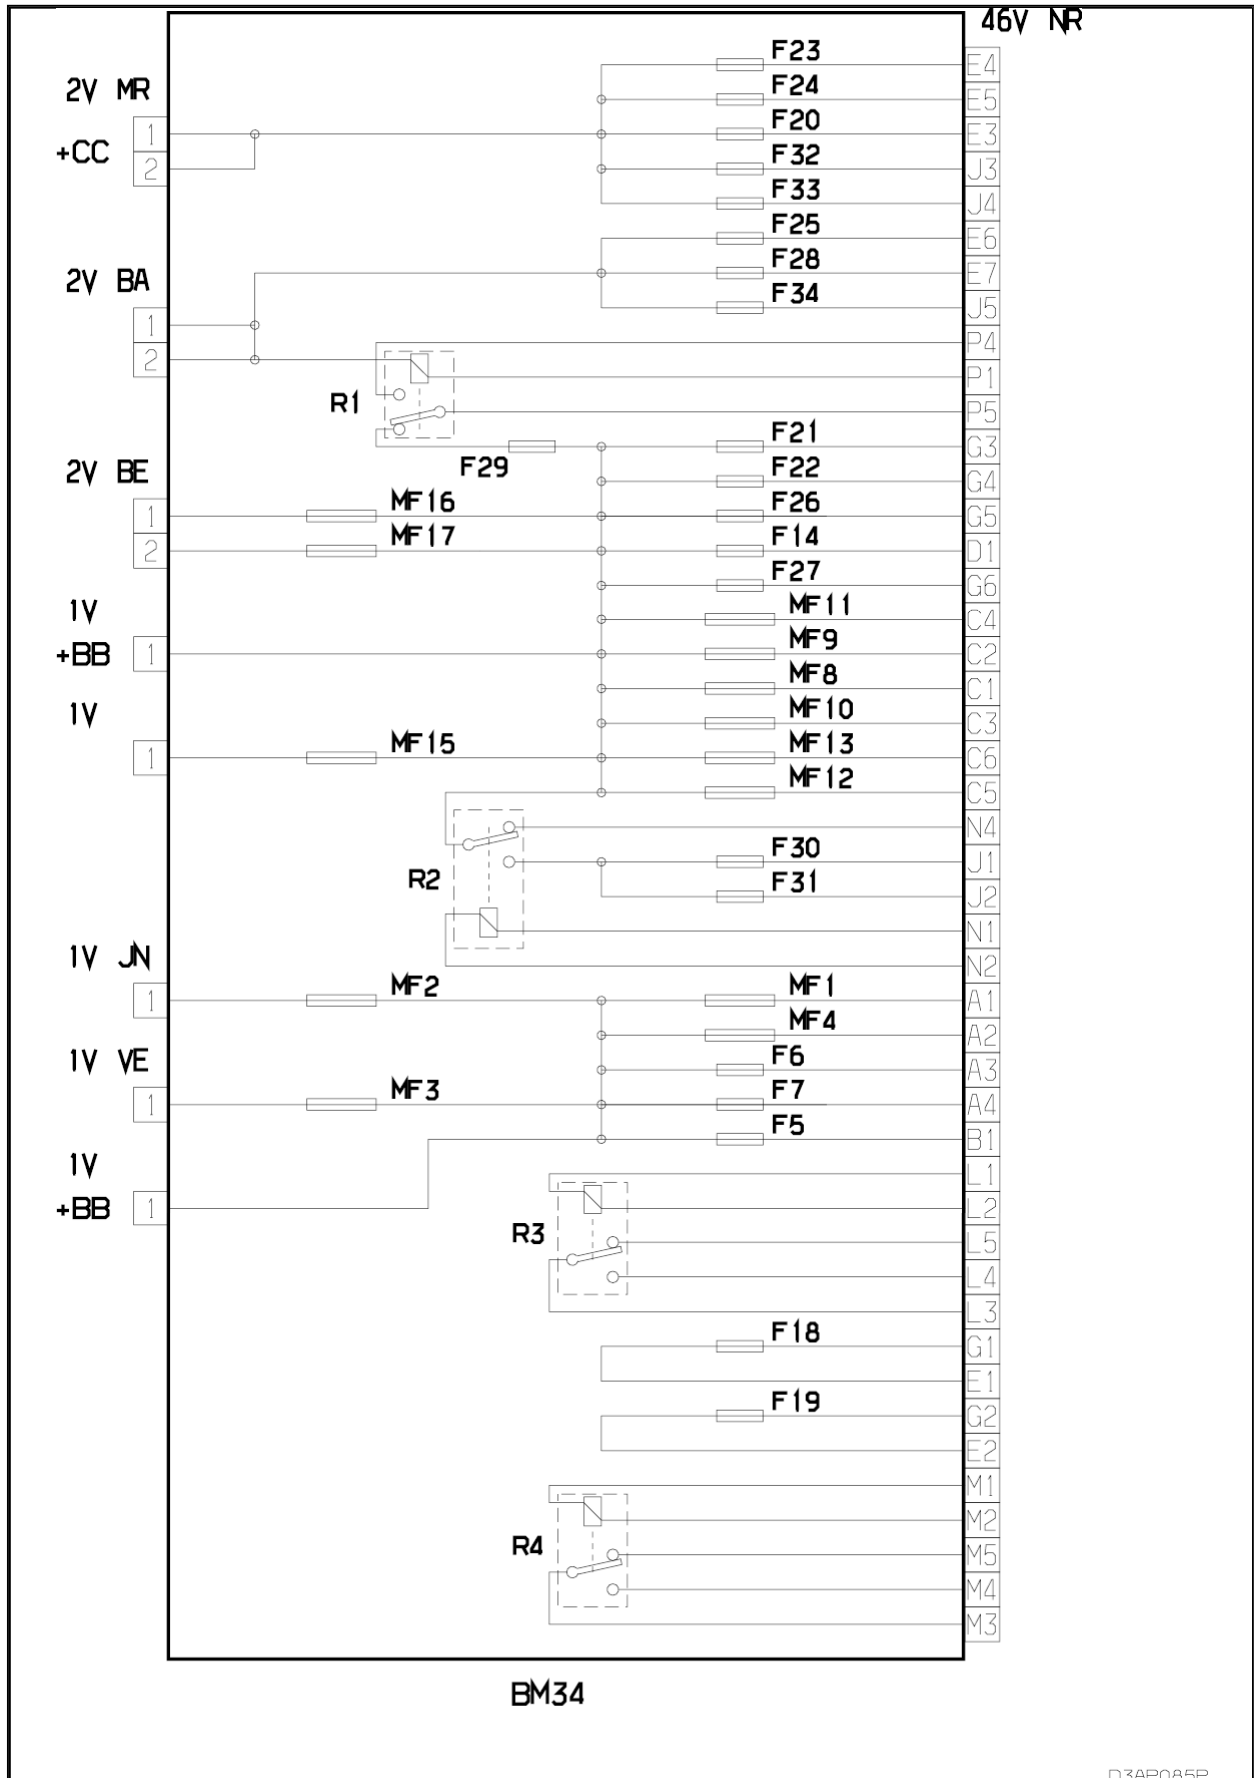 46V NR
F23
E4
2V MR
F24
E5
1
F20
E3
+CC
2
F32
J3
F33
J4
F25
E6
2V BA
F28
E7
1
F34
J5
2
P4
P1
R1
P5
F21
G3
F29
2V BE
F22
G4
1
MF16
F26
G5
2
MF17
F14
D1
F27
G6
1V
MF11
C4
+BB
1
MF9
C2
MF8
C1
1V
MF10
C3
1
MF15
MF13
C6
MF12
C5
N4
R2
F30
J1
F31
J2
N1
1V JN
N2
1
MF2
MF1
A1
MF4
A2
1V VE
F6
A3
1
MF3
F7
A4
F5
B1
1V
L1
+BB
1
L2
R3
L5
L4
L3
F18
G1
E1
F19
G2
E2
M1
M2
R4
M5
M4
M3
BM34
D3AP085P